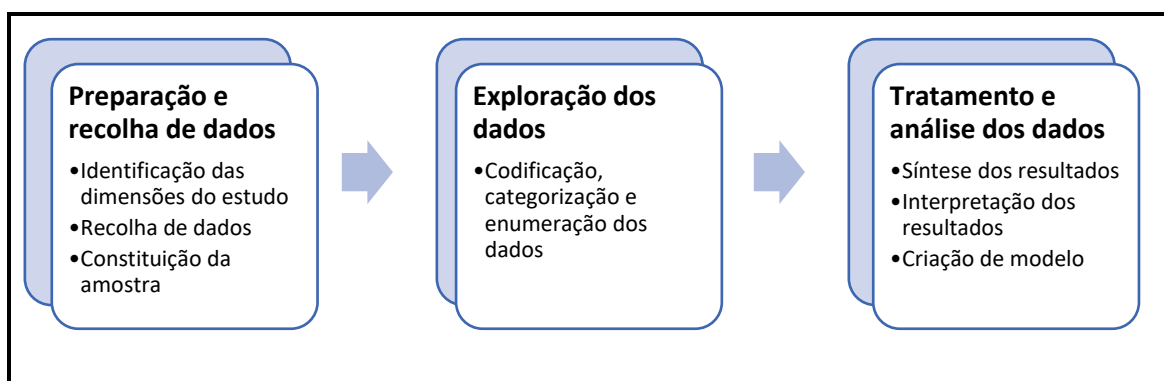 Preparação e
recolha de dados
•Identificação das
dimensões do estudo
•Recolha de dados
•Constituição da
amostra
Exploração dos
dados
•Codificação,
categorização e
enumeração dos
dados
Tratamento e
análise dos dados
•Síntese dos resultados
•Interpretação dos
resultados
•Criação de modelo